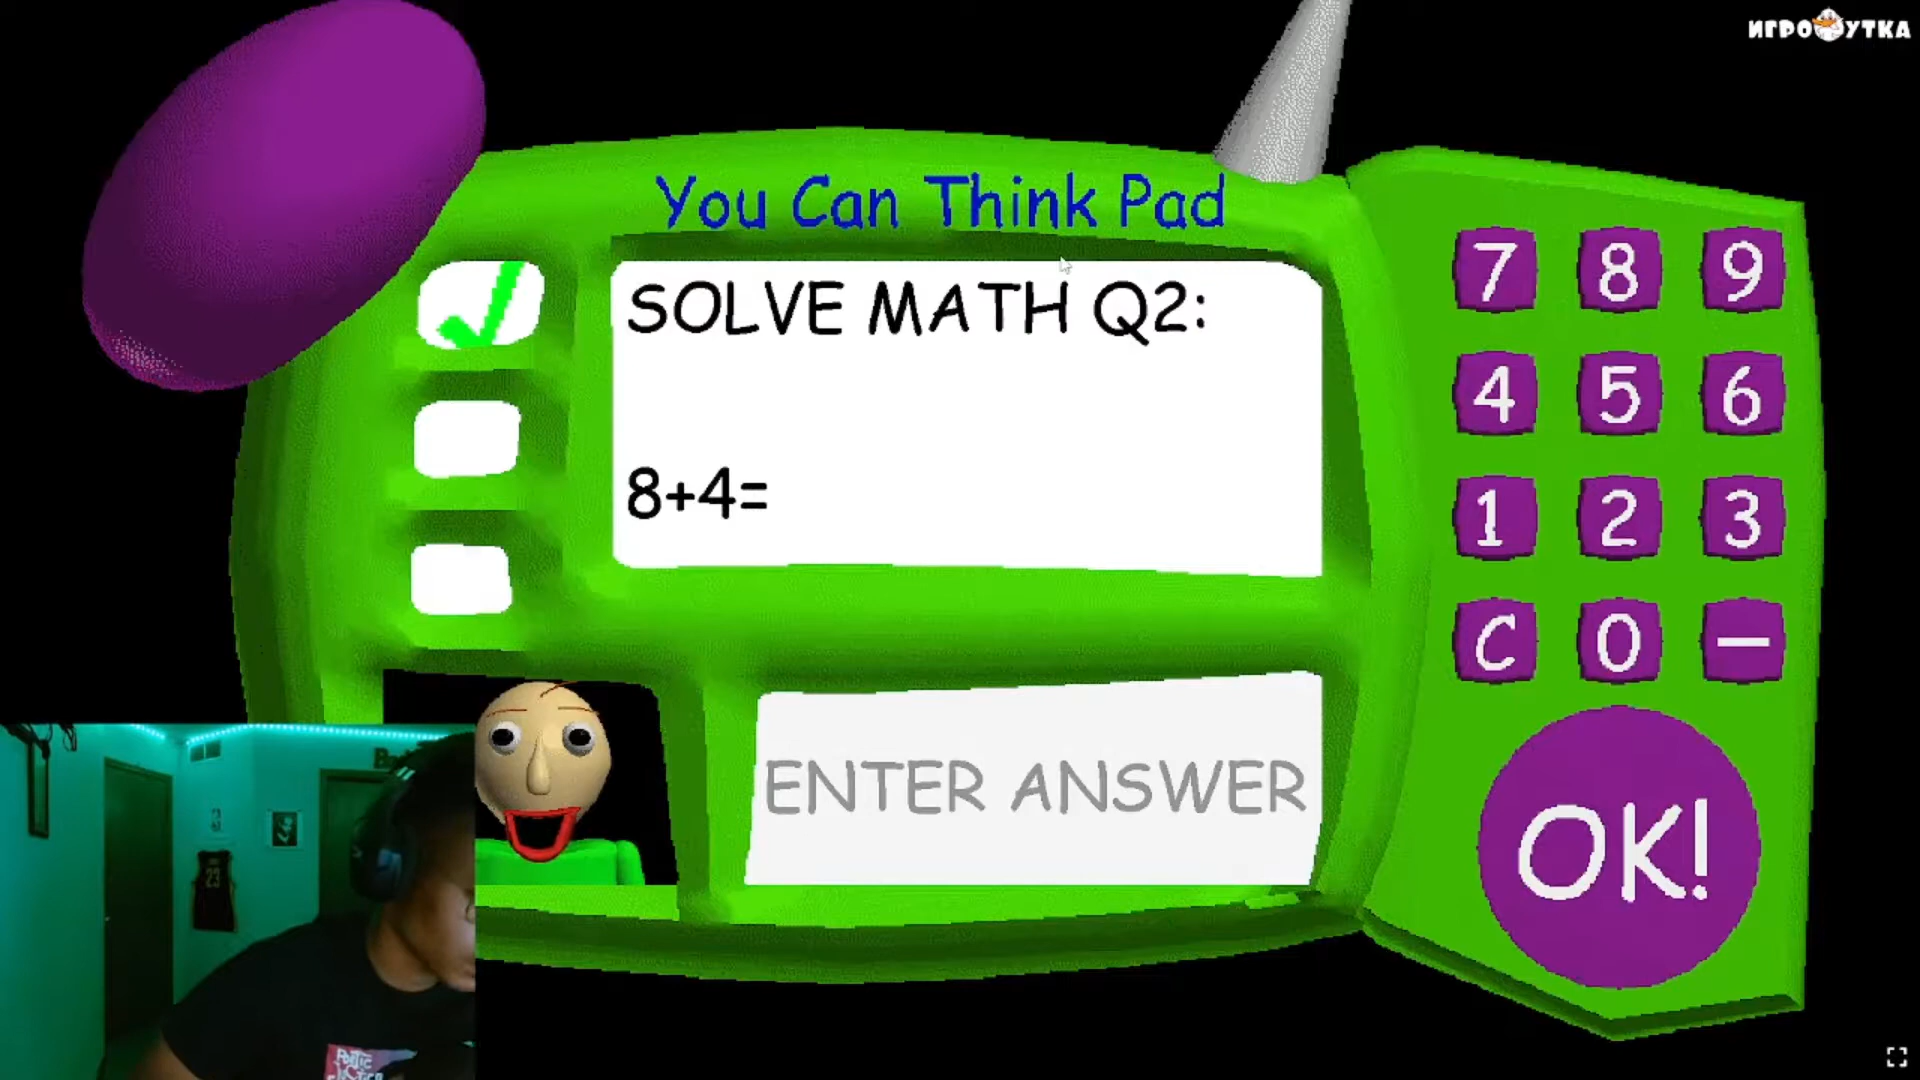 ИГРОУТКА
You Can Think Pad
SOLVE MATH Q2:
8+4=
7 8 9
4 5 6
1 2 3
C 0 –
ENTER ANSWER
OK!
23